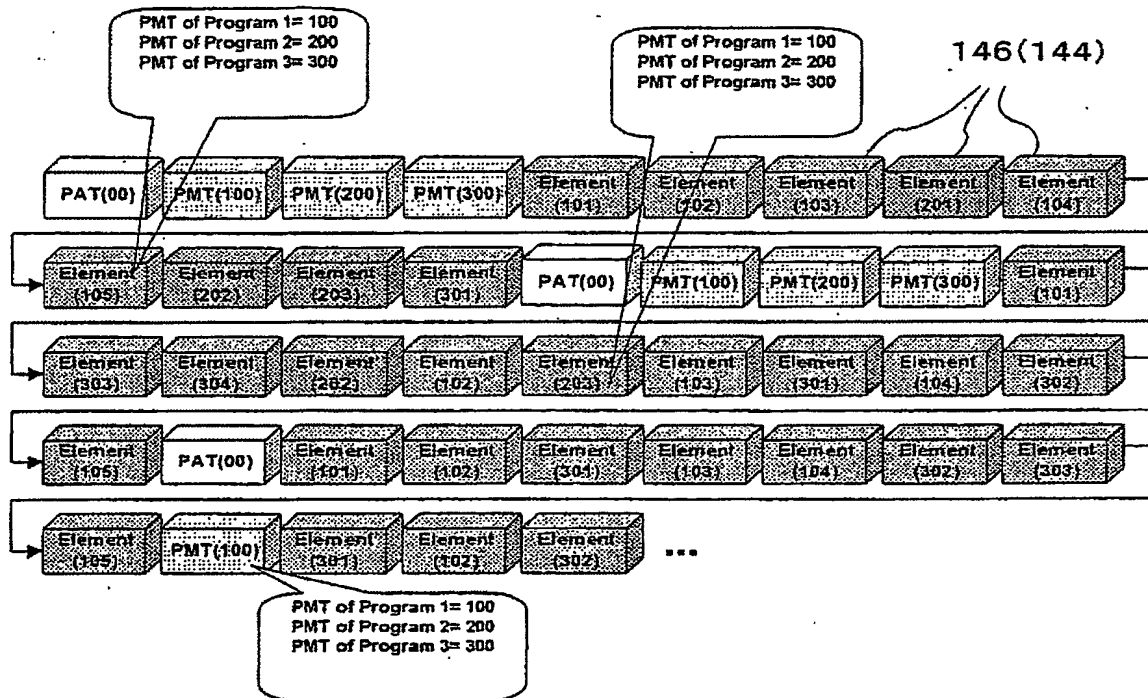 PMT of Program 1= 100
PMT of Program 2= 200
PMT of Program 3= 300
PMT of Program 1= 100
PMT of Program 2= 200
PMT of Program 3= 300
146(144)
PAT(00) PMT(100) PMT(200) PMT(300) Element (101) Element (102) Element (103) Element (201) Element (104)
Element (105) Element (202) Element (203) Element (301) PAT(00) PMT(100) PMT(200) PMT(300) Element (101)
Element (303) Element (304) Element (202) Element (102) Element (203) Element (103) Element (301) Element (104) Element (302)
Element (105) PAT(00) Element (101) Element (102) Element (301) Element (103) Element (104) Element (302) Element (303)
Element (105) PMT(100) Element (301) Element (102) Element (302) ...
PMT of Program 1= 100
PMT of Program 2= 200
PMT of Program 3= 300